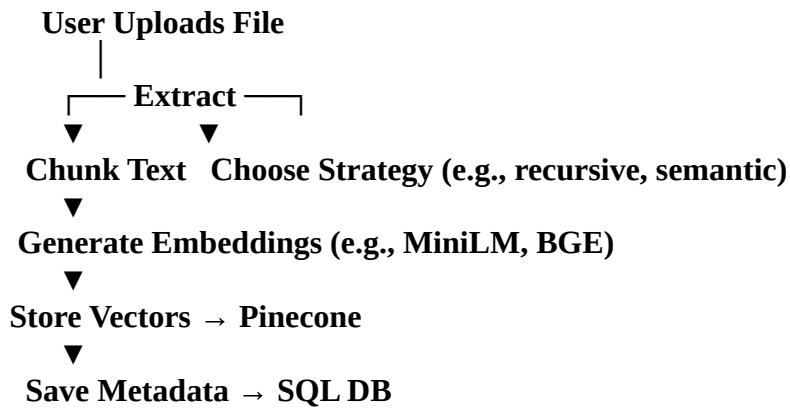 User Uploads File
│
┌── Extract ──┐
▼ ▼
Chunk Text Choose Strategy (e.g., recursive, semantic)
▼
Generate Embeddings (e.g., MiniLM, BGE)
▼
Store Vectors → Pinecone
▼
Save Metadata → SQL DB